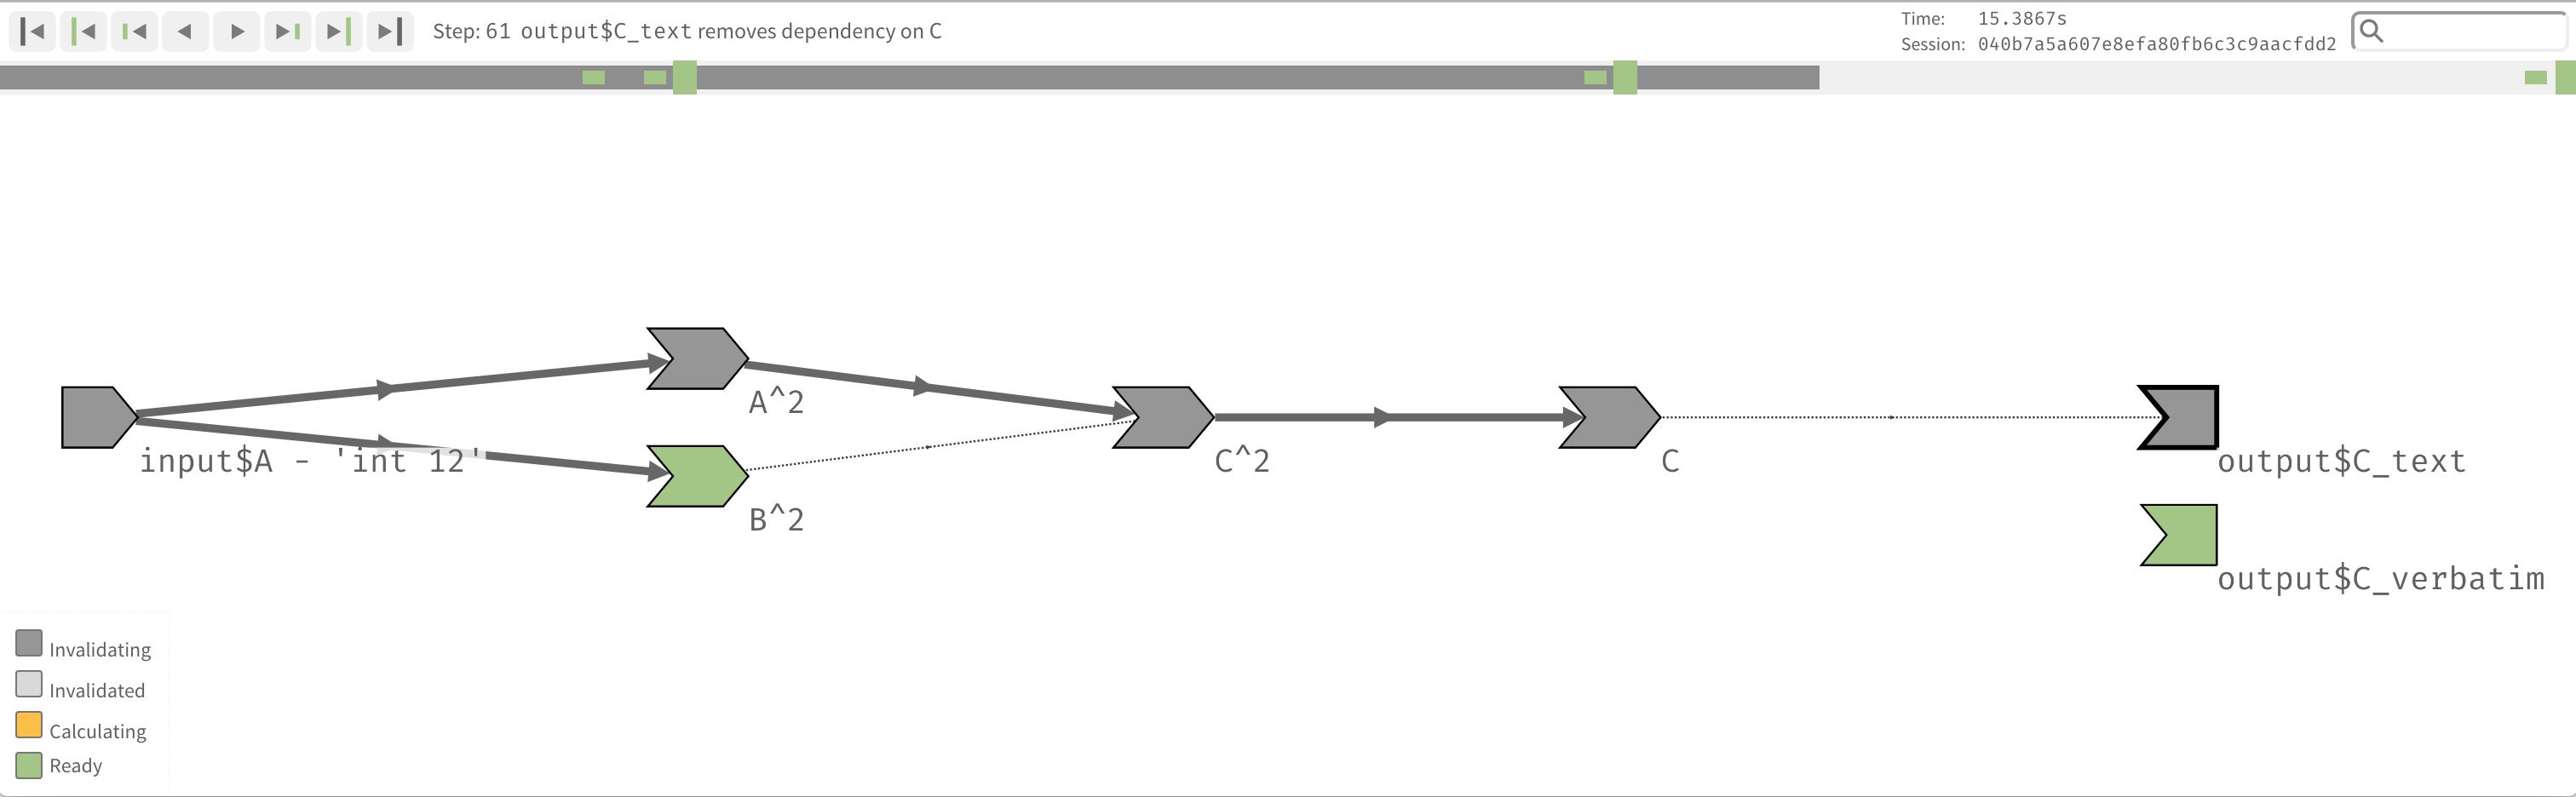 Step: 61 output$C_text removes dependency on C
Time: 15.3867s
Session: 040b7a5a607e8efa80fb6c3c9aacfdd2
A^2
input$A - 'int 12'
C^2
C
output$C_text
B^2
output$C_verbatim
Invalidating
Invalidated
Calculating
Ready